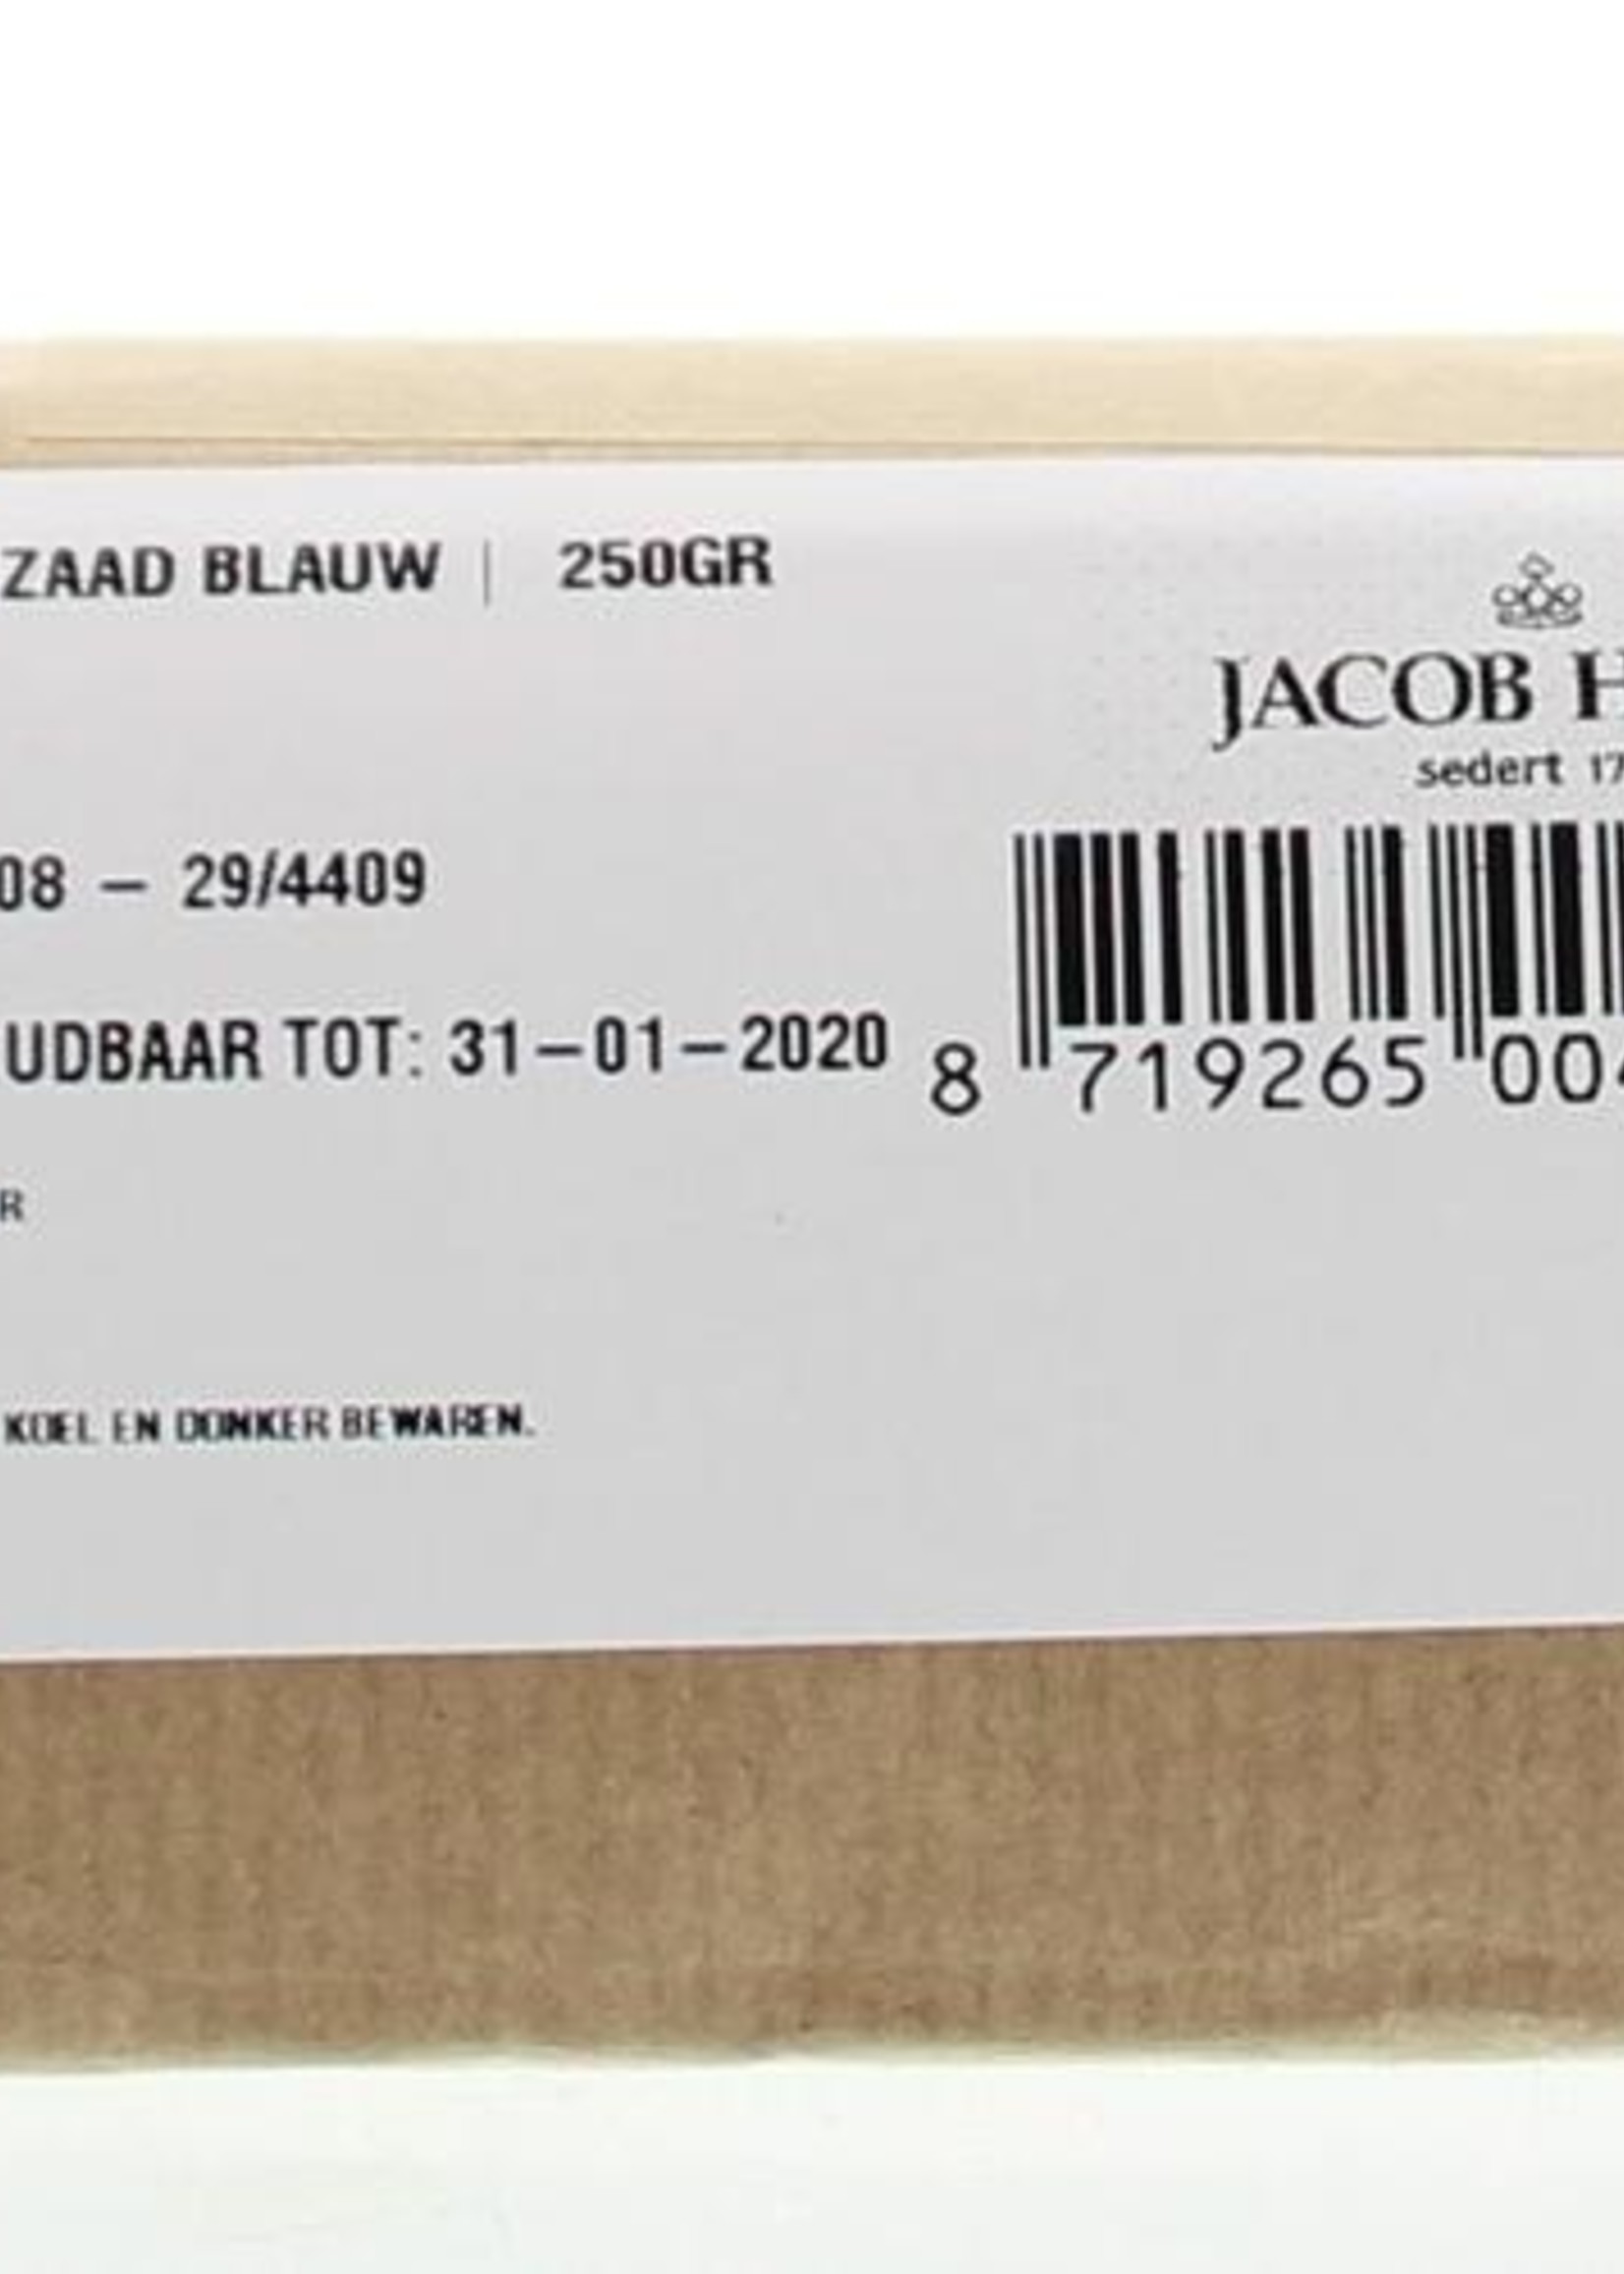 ZAAD BLAUW | 250GR
JACOB H
sedert 17
08 – 29/4409
UDBAAR TOT: 31-01-2020
8 719265 00
R
KOEL EN DONKER BEWAREN.